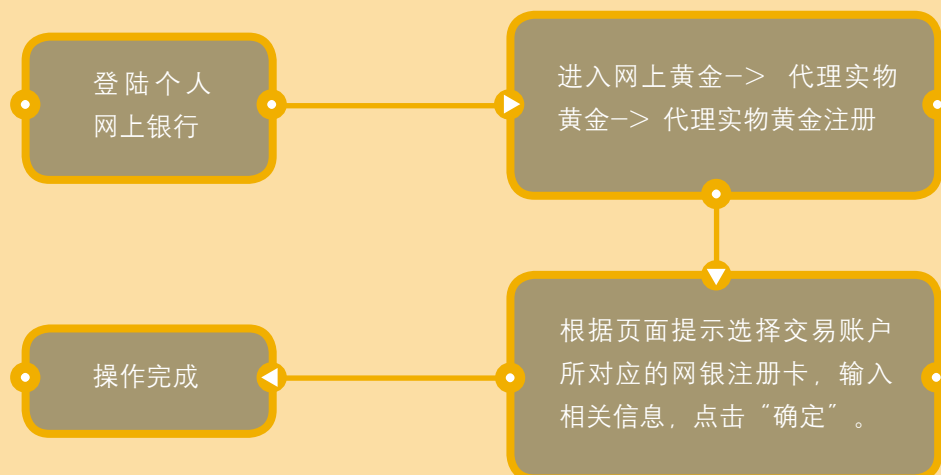 登陆个人
网上银行
进入网上黄金-> 代理实物
黄金-> 代理实物黄金注册
根据页面提示选择交易账户
所对应的网银注册卡，输入
相关信息，点击“确定”。
操作完成